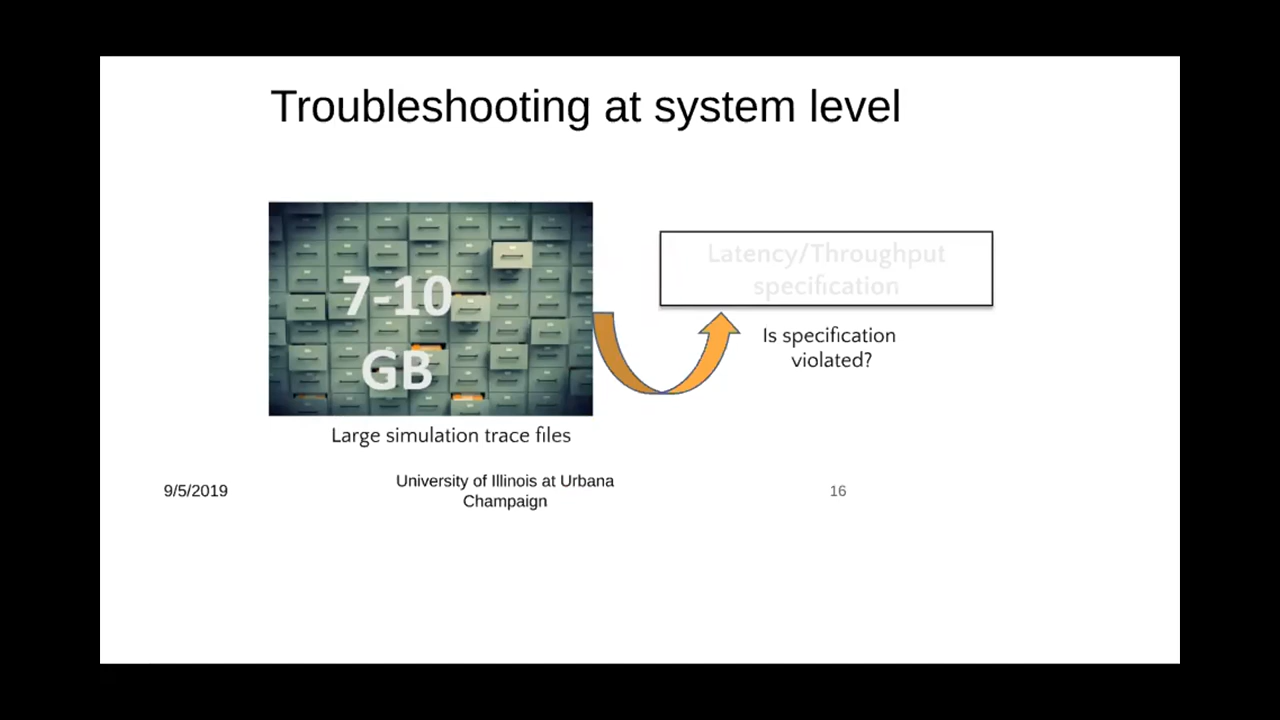 Troubleshooting at system level
7-10
GB
Latency/Throughput
specification
Is specification
violated?
Large simulation trace files
9/5/2019
University of Illinois at Urbana
Champaign
16